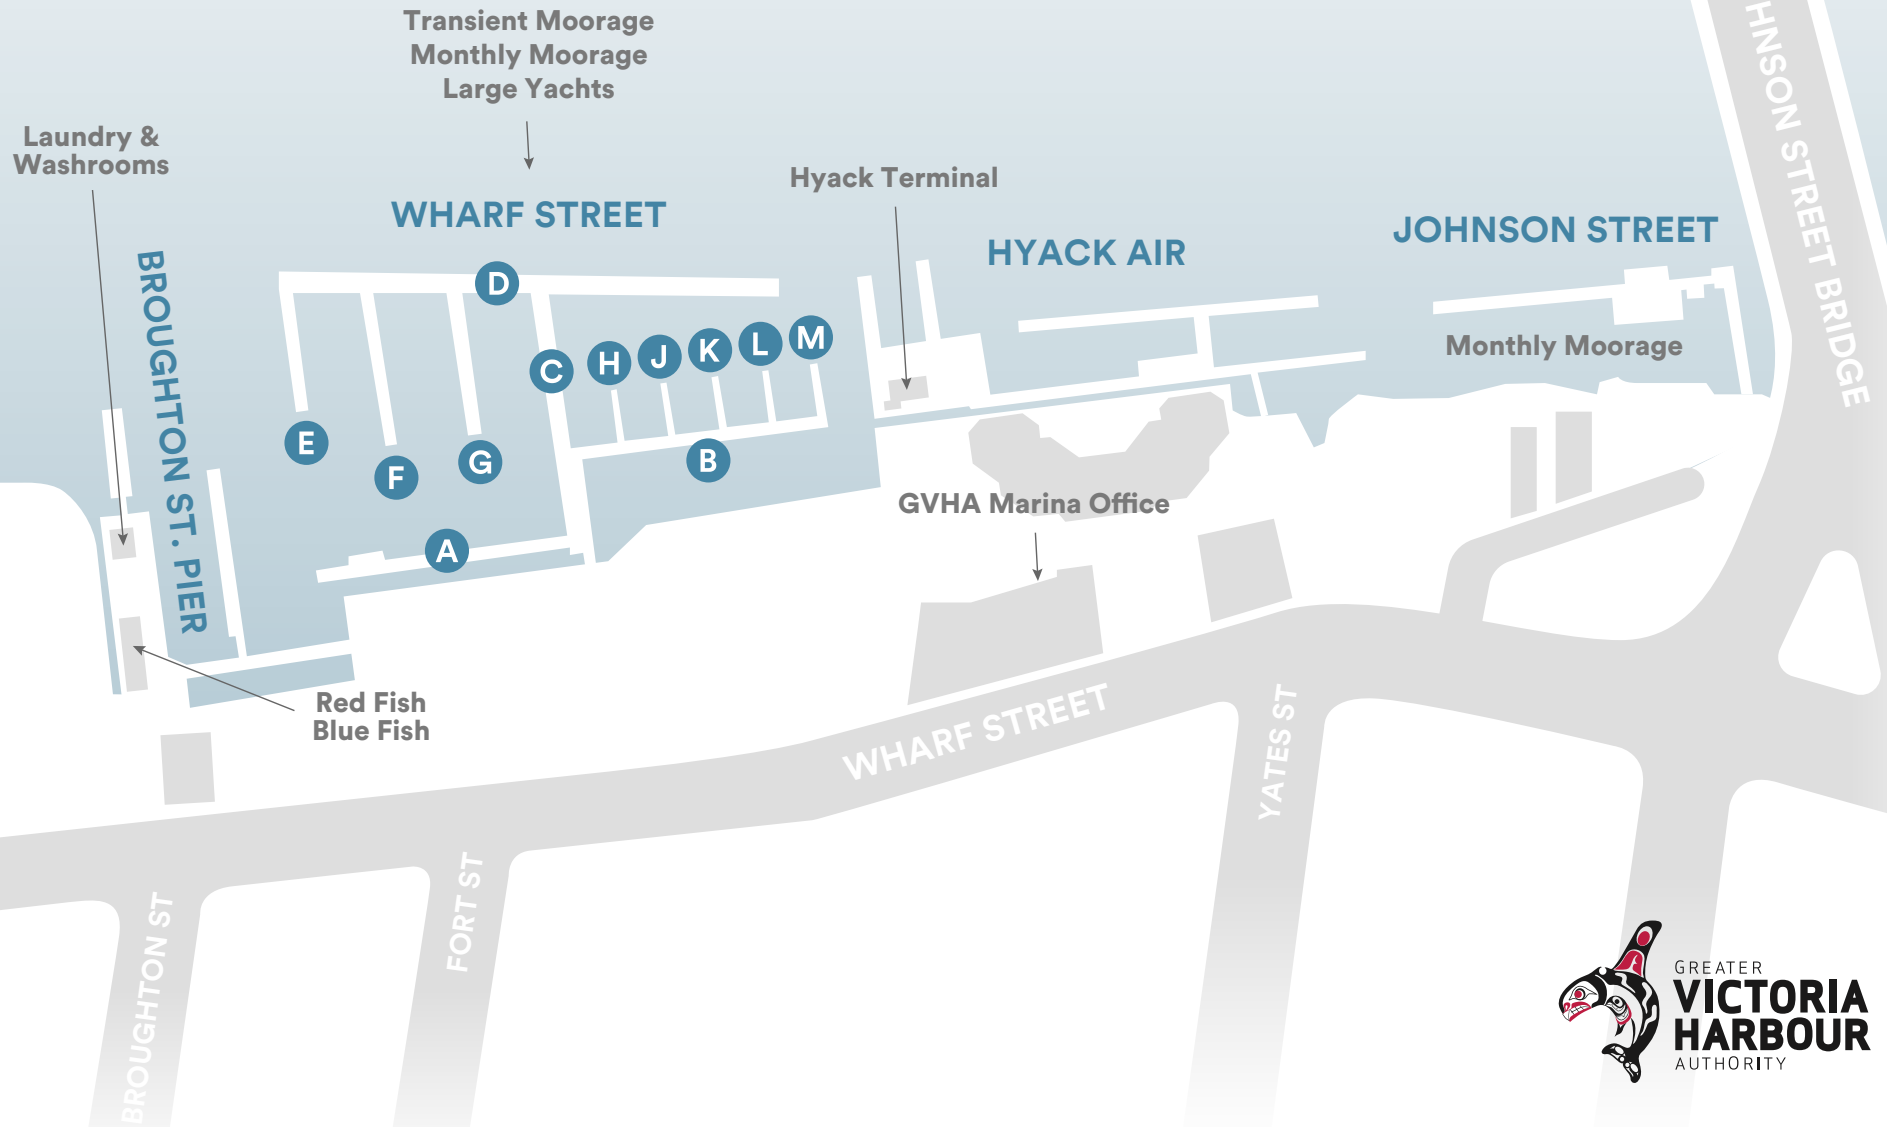 Transient Moorage
Monthly Moorage
Large Yachts
Laundry &
Washrooms
Hyack Terminal
WHARF STREET
HYACK AIR
JOHNSON STREET
HNSON STREET BRIDGE
BROUGHTON ST. PIER
D
M
L
K
J
H
C
Monthly Moorage
E
F
G
B
A
GVHA Marina Office
Red Fish
Blue Fish
WHARF STREET
YATES ST
FORT ST
BROUGHTON ST
GREATER
VICTORIA
HARBOUR
AUTHORITY